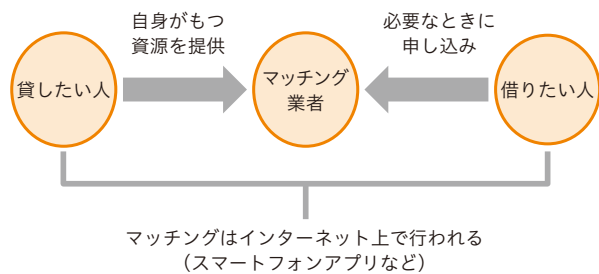 自身がもつ
資源を提供
必要なときに
申し込み
貸したい人
マッチング
業者
借りたい人
マッチングはインターネット上で行われる
（スマートフォンアプリなど）